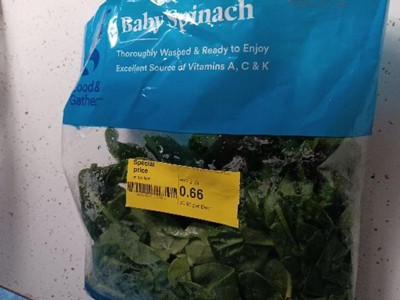 Baby Spinach
Thoroughly Washed & Ready to Enjoy
Excellent Source of Vitamins A, C & K
Good &
Gather
Special
price
0.66